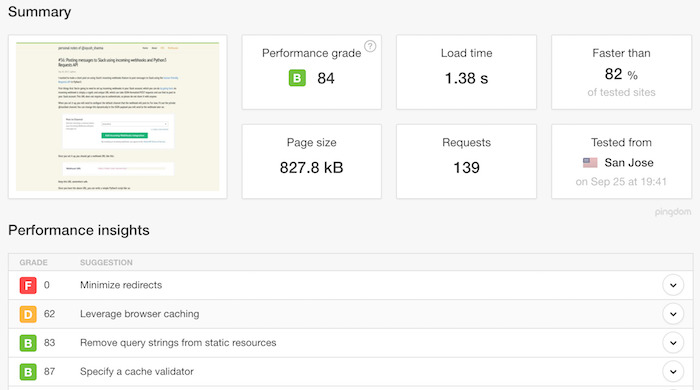 Summary
personal notes of @ayush_sharma
#56: Posting messages to Slack using incoming webhooks and Python3
Requests API
Performance grade
?
B 84
Load time
1.38 s
Faster than
82 %
of tested sites
Page size
827.8 kB
Requests
139
Tested from
San Jose
on Sep 25 at 19:41
pingdom
Performance insights
GRADE SUGGESTION
F 0 Minimize redirects
D 62 Leverage browser caching
B 83 Remove query strings from static resources
B 87 Specify a cache validator